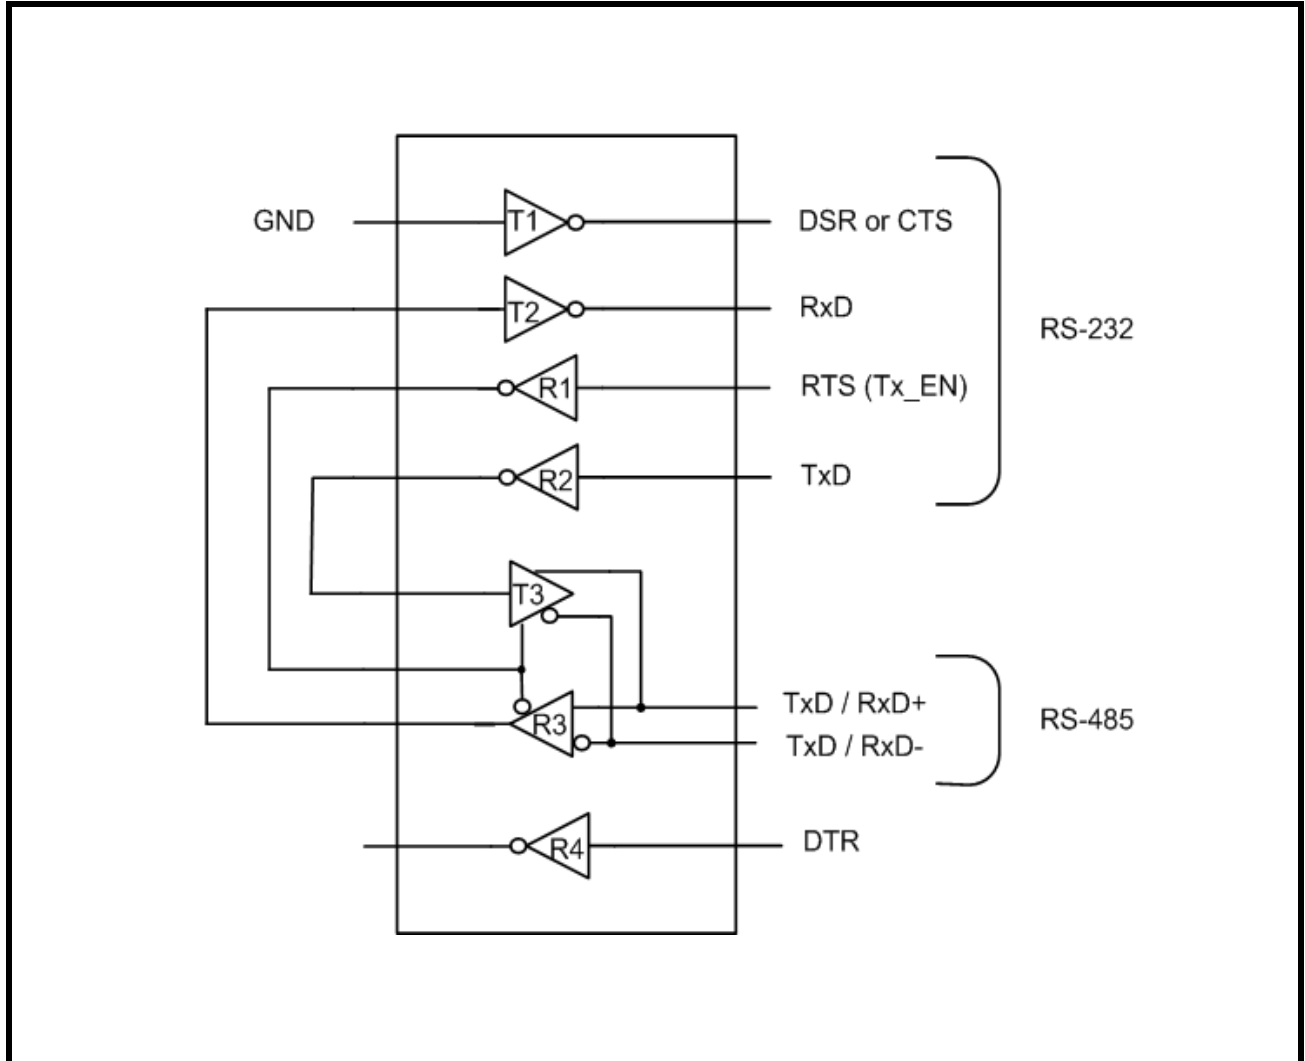 GND
T1
DSR or CTS
T2
RxD
RS-232
R1
RTS (Tx_EN)
R2
TxD
T3
R3
TxD / RxD+
TxD / RxD-
RS-485
R4
DTR